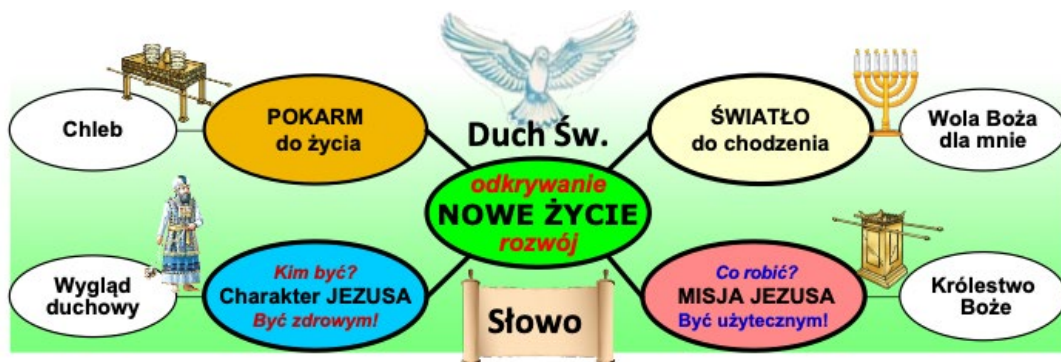 Chleb
POKARM
do życia
Duch Św.
ŚWIATŁO
do chodzenia
Wola Boża
dla mnie
odkrywanie
NOWE ŻYCIE
rozwój
Wygląd
duchowy
Kim być?
Charakter JEZUSA
Być zdrowym!
Słowo
Co robić?
MISJA JEZUSA
Być użytecznym!
Królestwo
Boże